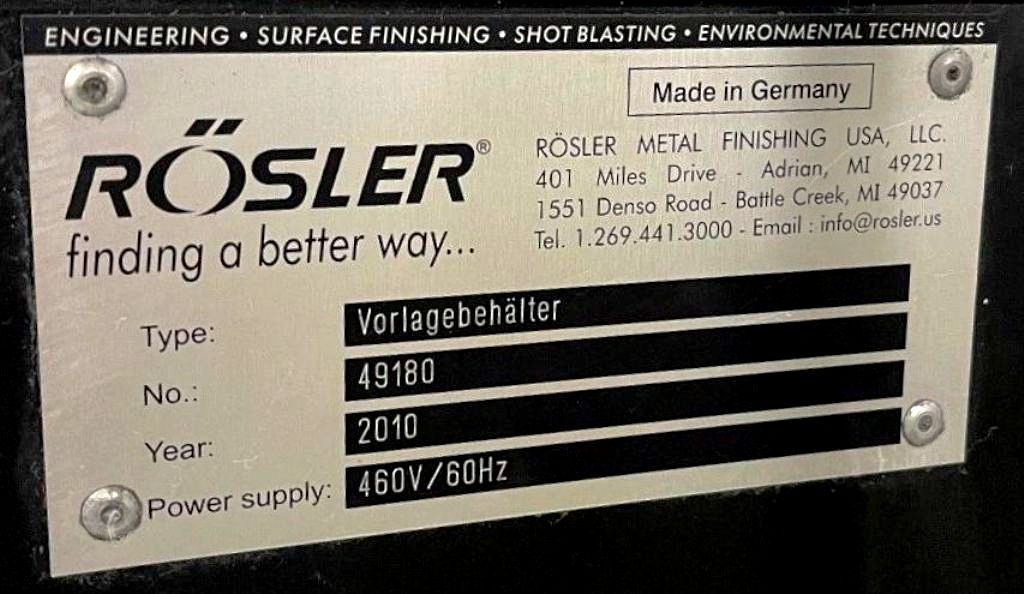 ENGINEERING • SURFACE FINISHING • SHOT BLASTING • ENVIRONMENTAL TECHNIQUES
Made in Germany
RÖSLER®
finding a better way...
RÖSLER METAL FINISHING USA, LLC.
401 Miles Drive - Adrian, MI 49221
1551 Denso Road - Battle Creek, MI 49037
Tel. 1.269.441.3000 - Email : info@rosler.us
Type: Vorlagebehälter
No.: 49180
Year: 2010
Power supply: 460V/60Hz